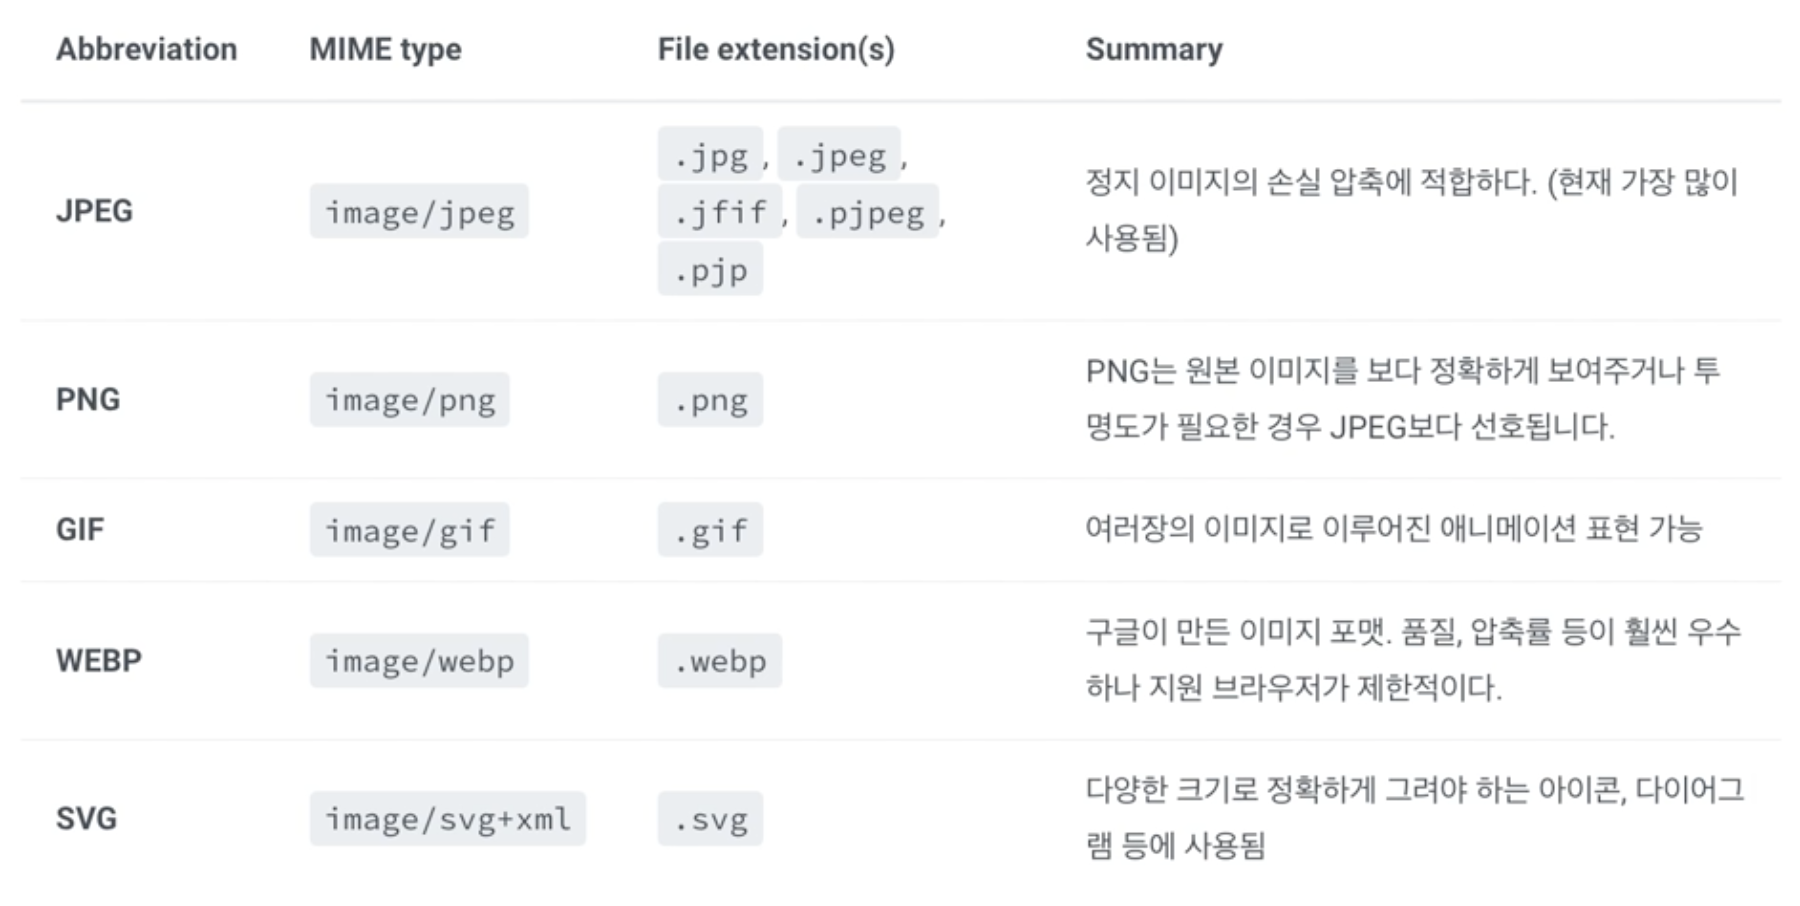 Abbreviation MIME type File extension(s) Summary
JPEG image/jpeg .jpg, .jpeg, .jfif, .pjpeg, .pjp 정지 이미지의 손실 압축에 적합하다. (현재 가장 많이
사용됨)
PNG image/png .png PNG는 원본 이미지를 보다 정확하게 보여주거나 투
명도가 필요한 경우 JPEG보다 선호됩니다.
GIF image/gif .gif 여러장의 이미지로 이루어진 애니메이션 표현 가능
WEBP image/webp .webp 구글이 만든 이미지 포맷. 품질, 압축률 등이 훨씬 우수
하나 지원 브라우저가 제한적이다.
SVG image/svg+xml .svg 다양한 크기로 정확하게 그려야 하는 아이콘, 다이어그
램 등에 사용됨